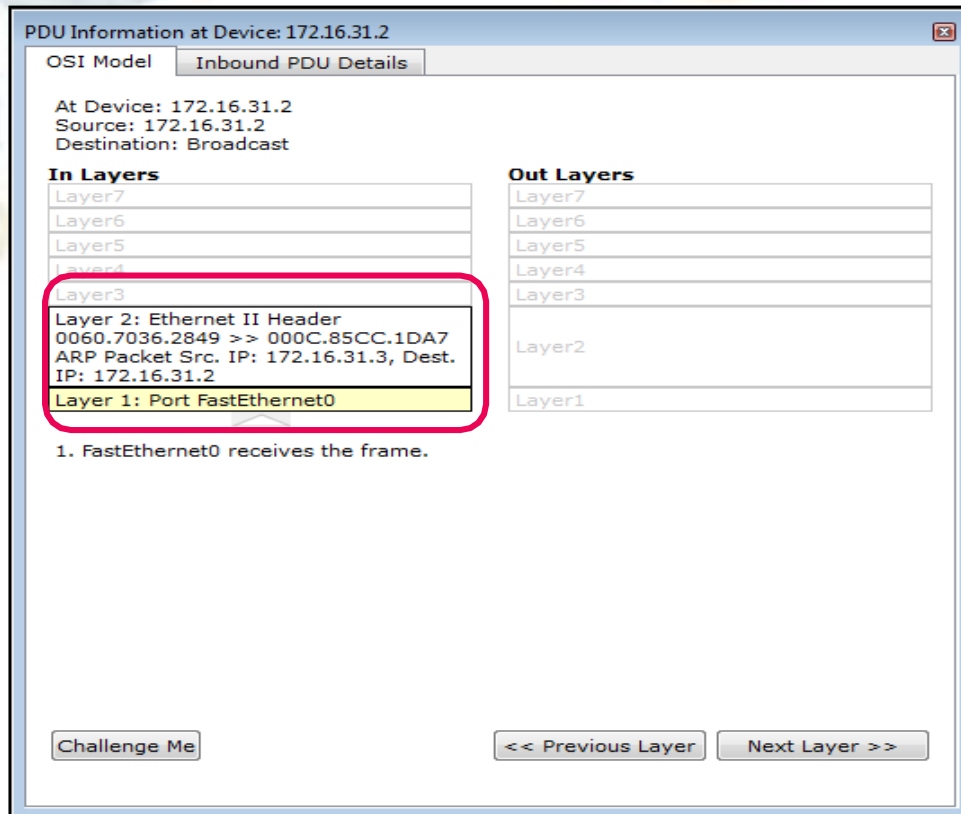 PDU Information at Device: 172.16.31.2
OSI Model
Inbound PDU Details
At Device: 172.16.31.2
Source: 172.16.31.2
Destination: Broadcast
In Layers
Layer7
Layer6
Layer5
Layer4
Layer3
Layer 2: Ethernet II Header
0060.7036.2849 >> 000C.85CC.1DA7
ARP Packet Src. IP: 172.16.31.3, Dest.
IP: 172.16.31.2
Layer 1: Port FastEthernet0
Out Layers
Layer7
Layer6
Layer5
Layer4
Layer3
Layer2
Layer1
1. FastEthernet0 receives the frame.
Challenge Me
<< Previous Layer
Next Layer >>